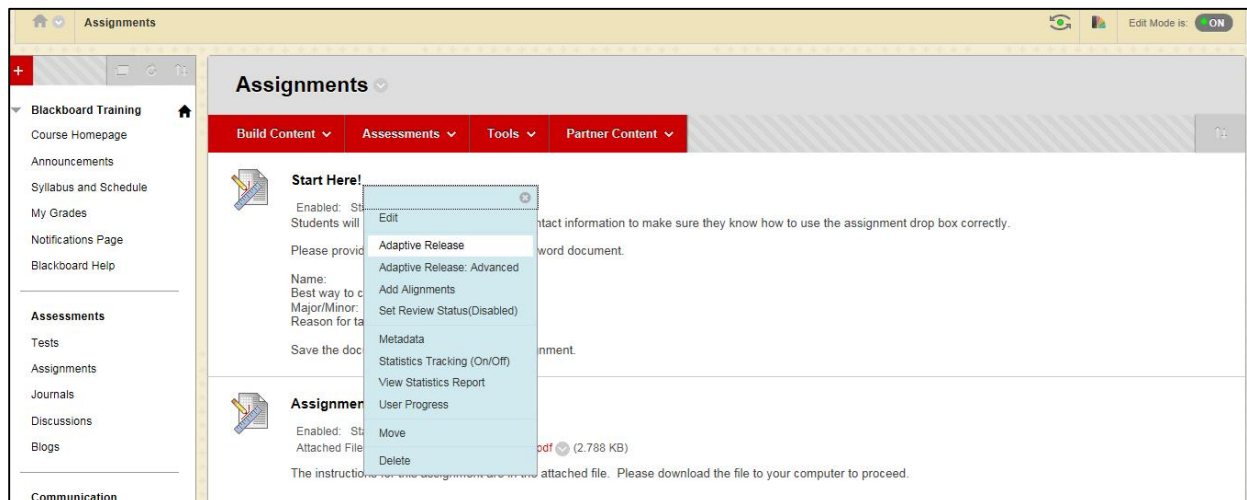 Assignments
Edit Mode is: ON
+
Blackboard Training
Course Homepage
Announcements
Syllabus and Schedule
My Grades
Notifications Page
Blackboard Help
Assessments
Tests
Assignments
Journals
Discussions
Blogs
Communication
Assignments
Build Content Assessments Tools Partner Content
Start Here!
Enabled:
Students will tact information to make sure they know how to use the assignment drop box correctly.
Please provid word document.
Name:
Best way to c
Major/Minor:
Reason for ta
Save the doc nment.
Edit
Adaptive Release
Adaptive Release: Advanced
Add Alignments
Set Review Status(Disabled)
Metadata
Statistics Tracking (On/Off)
View Statistics Report
User Progress
Move
Delete
Assignmen
Enabled: Sta
Attached File pdf (2.788 KB)
The instructions for this assignment are in the attached file. Please download the file to your computer to proceed.